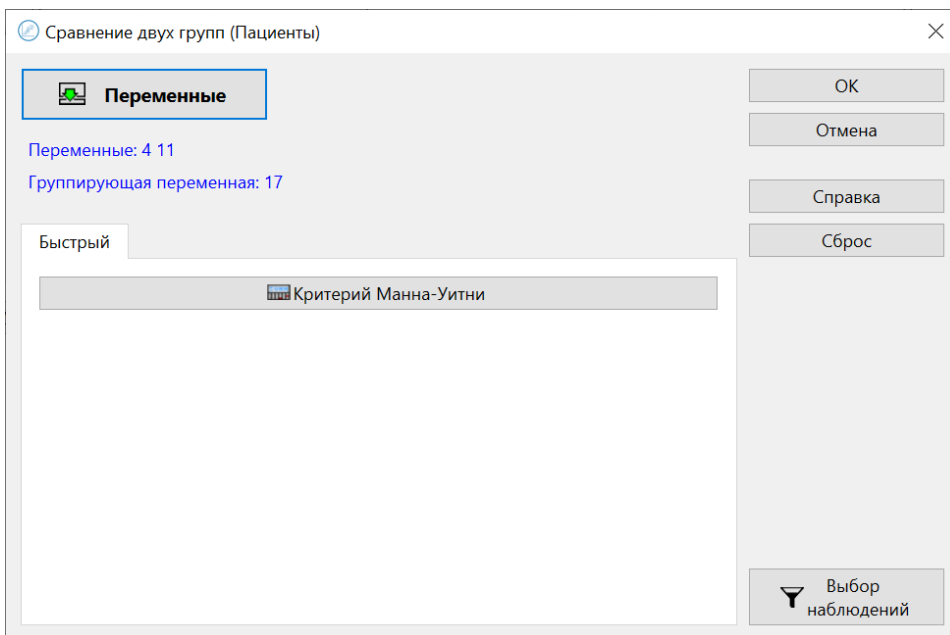 Сравнение двух групп (Пациенты)
Переменные
Переменные: 4 11
Группирующая переменная: 17
Быстрый
Критерий Манна-Уитни
OK
Отмена
Справка
Сброс
Выбор
наблюдений